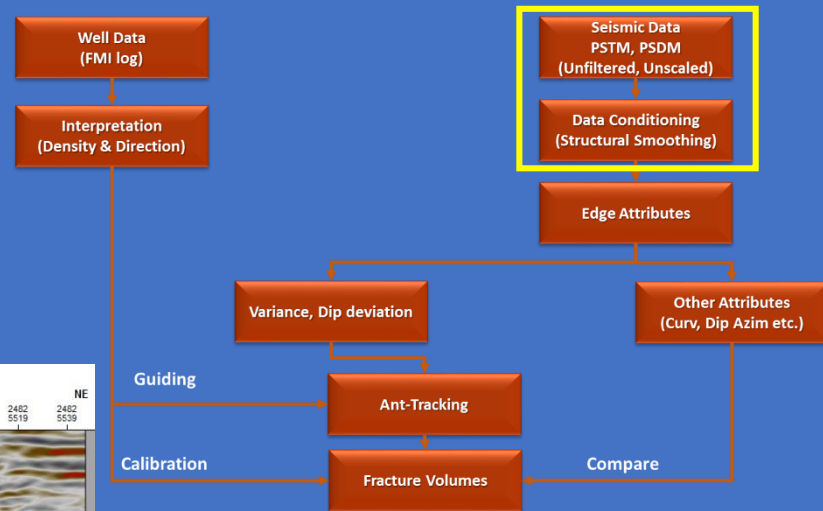 Well Data
(FMI log)
Seismic Data
PSTM, PSDM
(Unfiltered, Unscaled)
Interpretation
(Density & Direction)
Data Conditioning
(Structural Smoothing)
Edge Attributes
Variance, Dip deviation
Other Attributes
(Curv, Dip Azim etc.)
Guiding
Ant-Tracking
Calibration
Fracture Volumes
Compare
NE
2482 2482
5519 5539